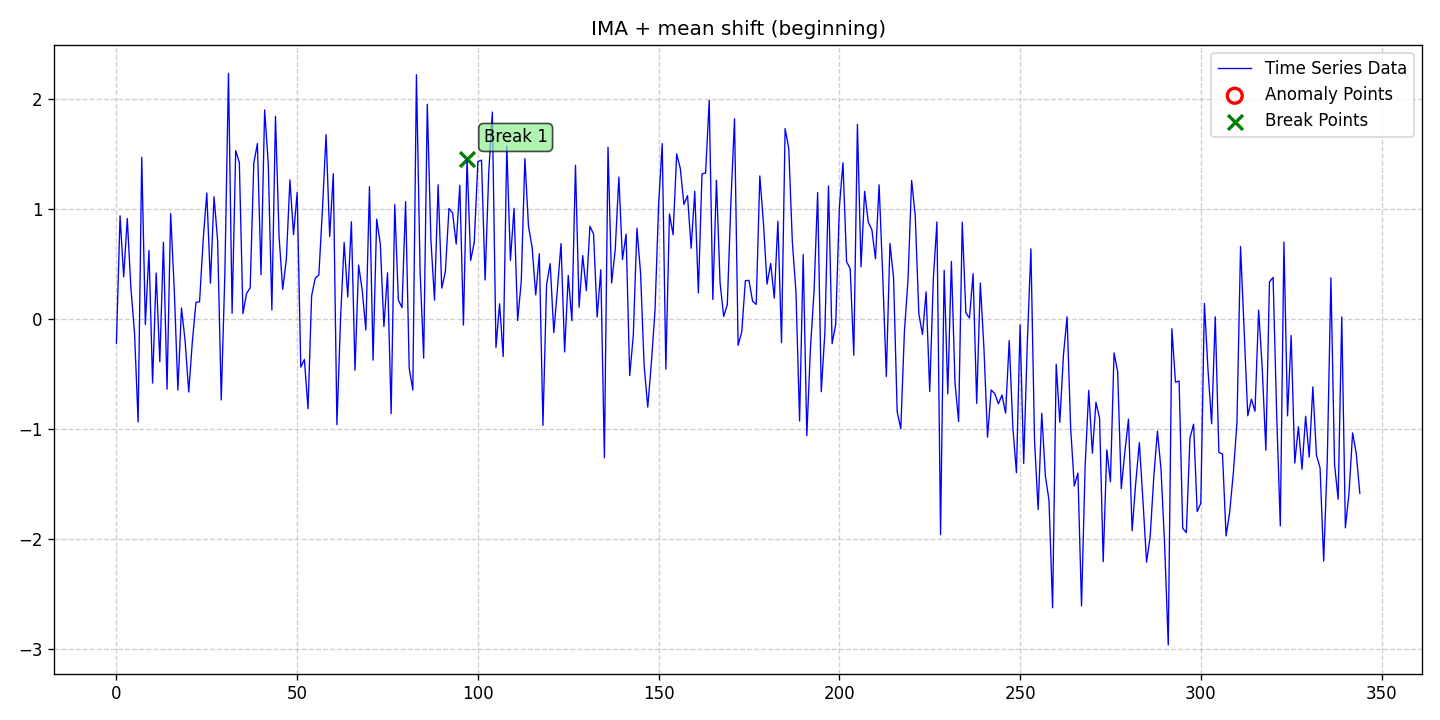 IMA + mean shift (beginning)
Time Series Data
Anomaly Points
Break Points
Break 1
2
1
0
−1
−2
−3
0 50 100 150 200 250 300 350